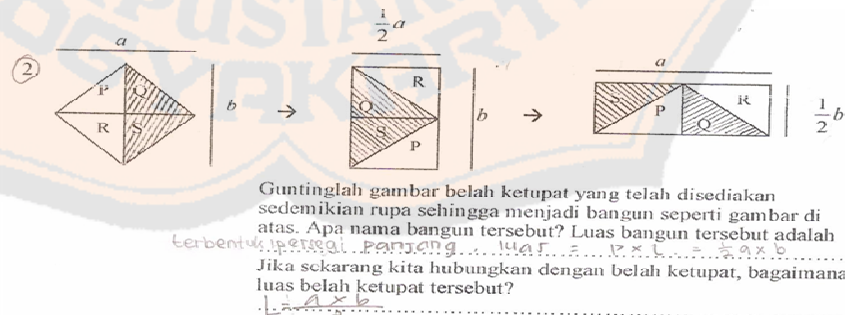 1/2 a
a
a
2
P Q
R
b
→
Q
R
b
→
S
P
R
1/2 b
R S
S
P
Q
Guntinglah gambar belah ketupat yang telah disediakan
sedemikian rupa sehingga menjadi bangun seperti gambar di
atas. Apa nama bangun tersebut? Luas bangun tersebut adalah
terbentuk persegi panjang. luas = P x L = 1/2 a x b
Jika sekarang kita hubungkan dengan belah ketupat, bagaimana
luas belah ketupat tersebut?
L = a x b